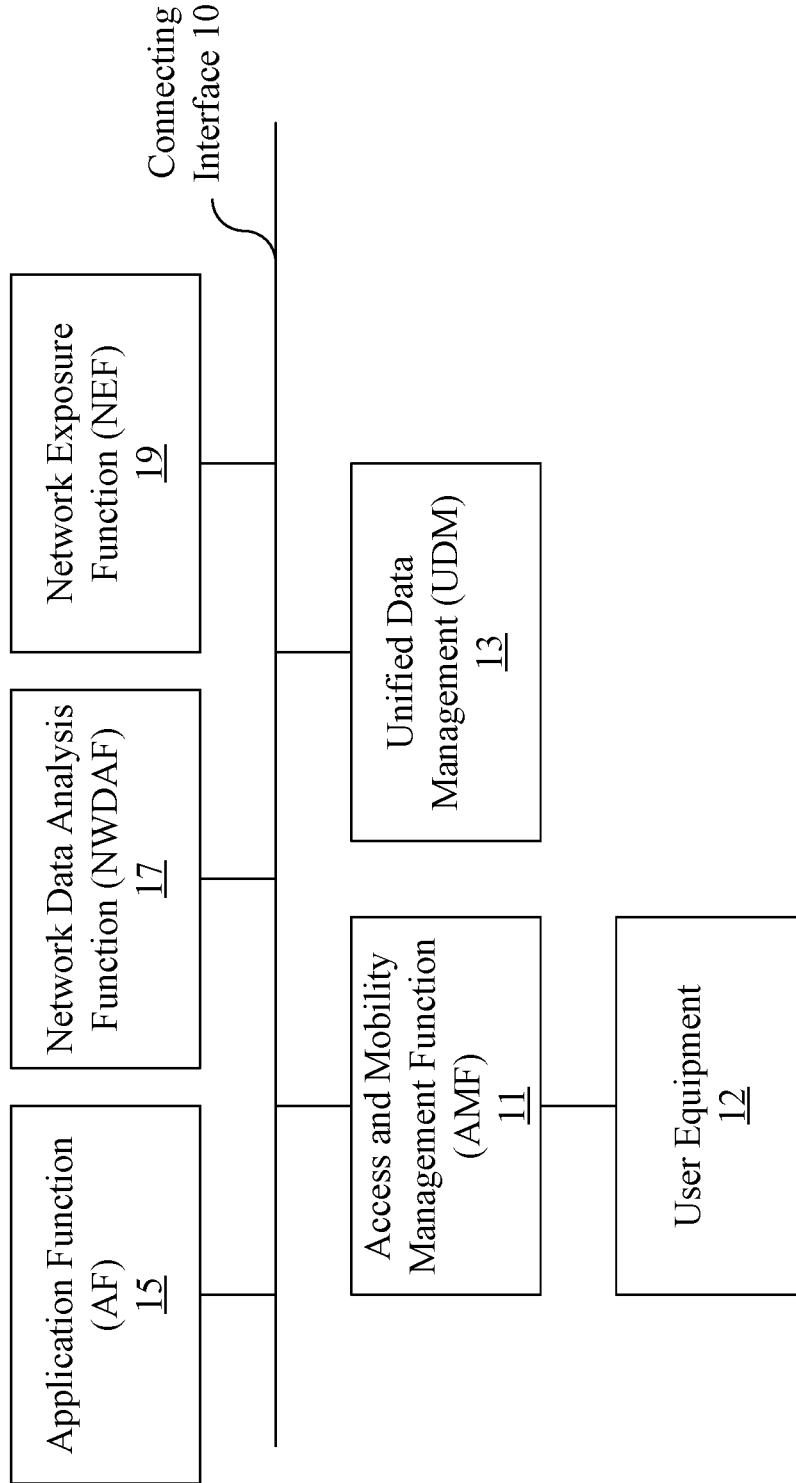 Application Function
(AF)
15
Network Data Analysis
Function (NWDAF)
17
Network Exposure
Function (NEF)
19
Connecting
Interface 10
Access and Mobility
Management Function
(AMF)
11
Unified Data
Management (UDM)
13
User Equipment
12